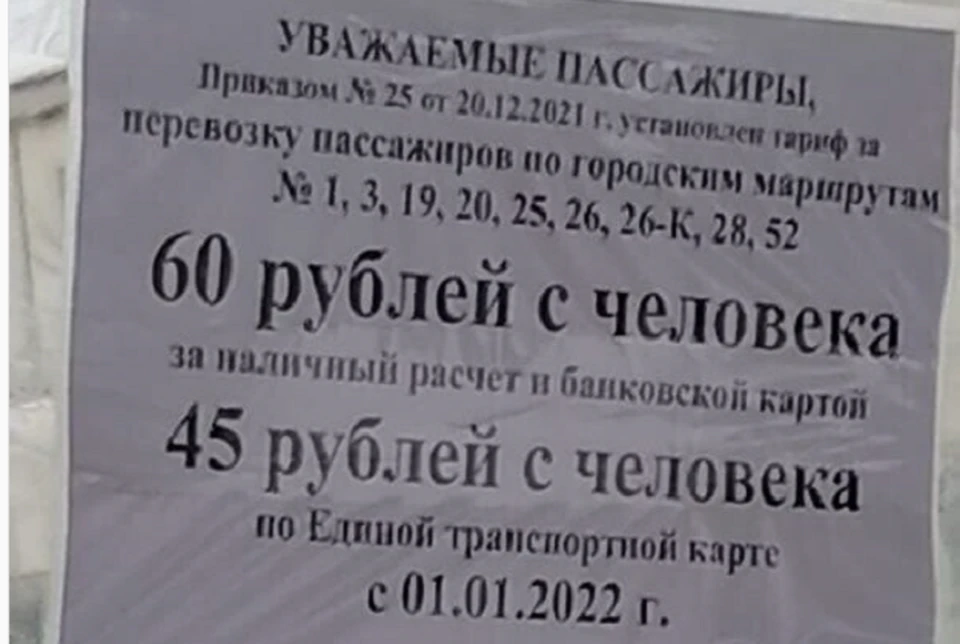 УВАЖАЕМЫЕ ПАССАЖИРЫ,
Приказом № 25 от 20.12.2021 г. установлен тариф за
перевозку пассажиров по городским маршрутам
№ 1, 3, 19, 20, 25, 26, 26-К, 28, 52
60 рублей с человека
за наличный расчет и банковской картой
45 рублей с человека
по Единой транспортной карте
с 01.01.2022 г.